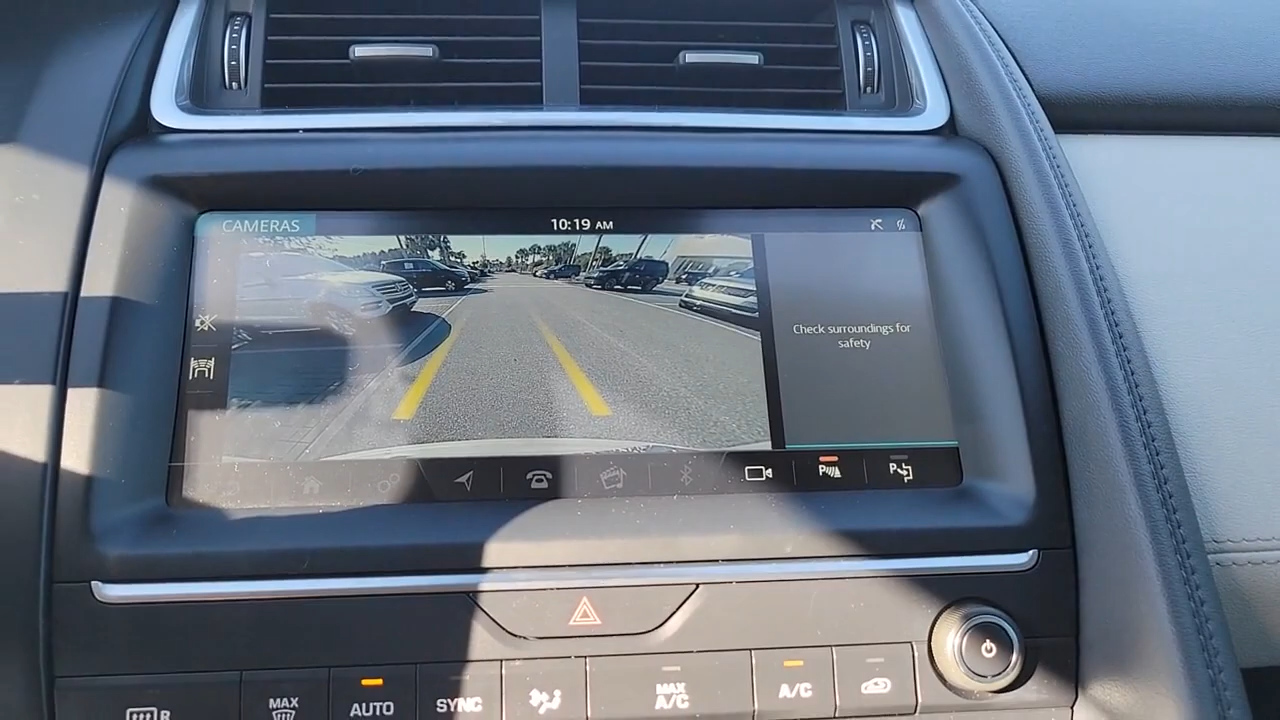 CAMERAS
10:19 AM
Check surroundings for
safety
P
P
R
MAX
AUTO
SYNC
MAX
A/C
A/C